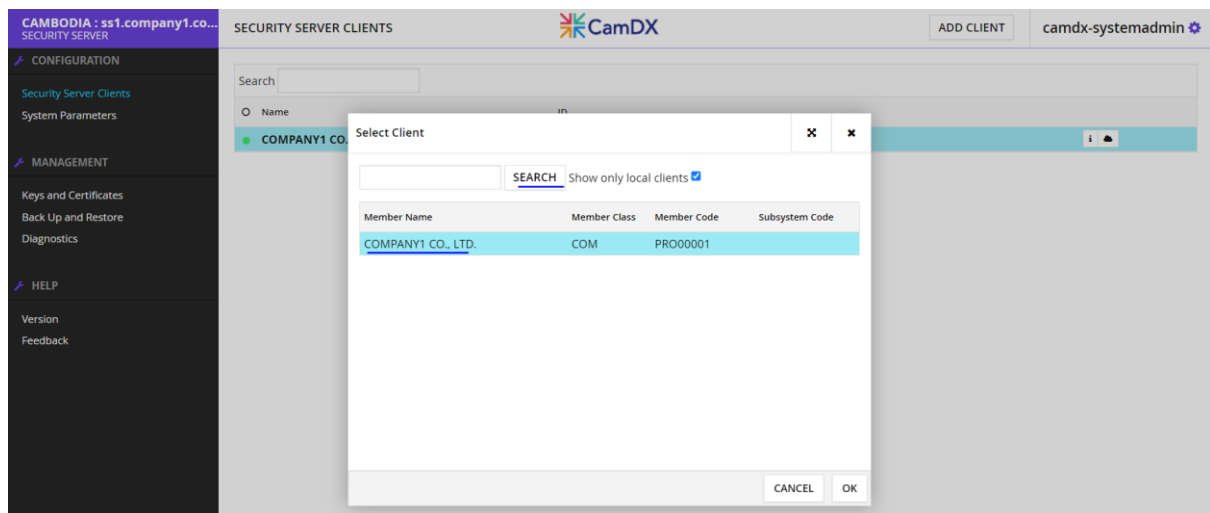 CAMBODIA : ss1.company1.co...
SECURITY SERVER
SECURITY SERVER CLIENTS
CamDX
ADD CLIENT
camdx-systemadmin
CONFIGURATION
Security Server Clients
System Parameters
MANAGEMENT
Keys and Certificates
Back Up and Restore
Diagnostics
HELP
Version
Feedback
Search
Name ID
COMPANY1 CO.
Select Client
SEARCH Show only local clients
Member Name Member Class Member Code Subsystem Code
COMPANY1 CO., LTD. COM PRO00001
CANCEL OK